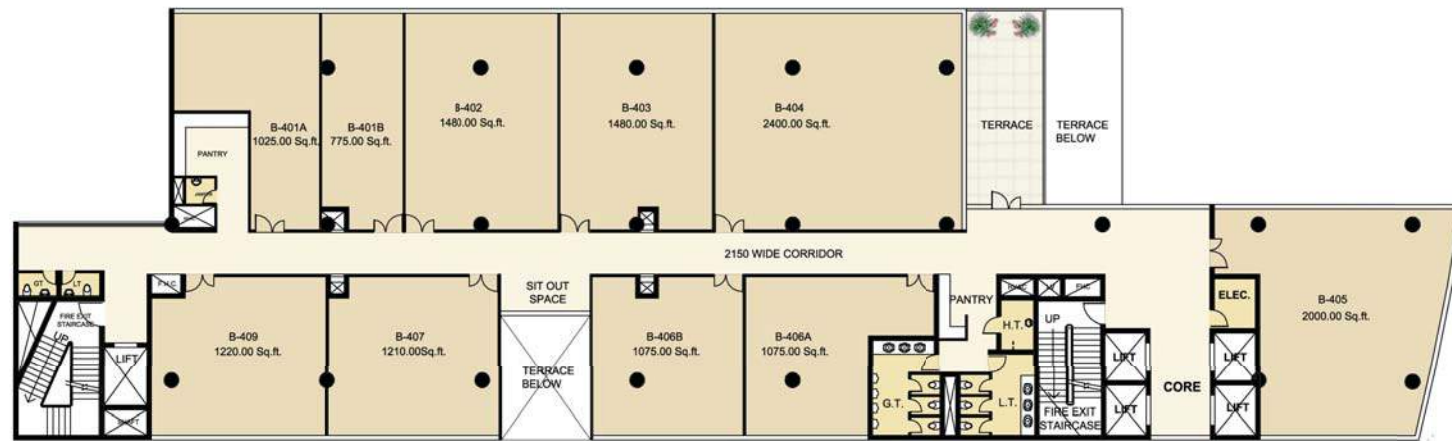 B-401A
1025.00 Sq.ft.
B-401B
775.00 Sq.ft.
B-402
1480.00 Sq.ft.
B-403
1480.00 Sq.ft.
B-404
2400.00 Sq.ft.
TERRACE
TERRACE
BELOW
PANTRY
2150 WIDE CORRIDOR
GT.
LT
F.H.C.
FIRE EXIT
STAIRCASE
UP
LIFT
SHAFT
B-409
1220.00 Sq.ft.
B-407
1210.00Sq.ft.
SIT OUT
SPACE
TERRACE
BELOW
B-406B
1075.00 Sq.ft.
B-406A
1075.00 Sq.ft.
PANTRY
H.T.
G.T.
L.T.
FHC
UP
FIRE EXIT
STAIRCASE
LIFT
LIFT
CORE
LIFT
LIFT
ELEC.
B-405
2000.00 Sq.ft.